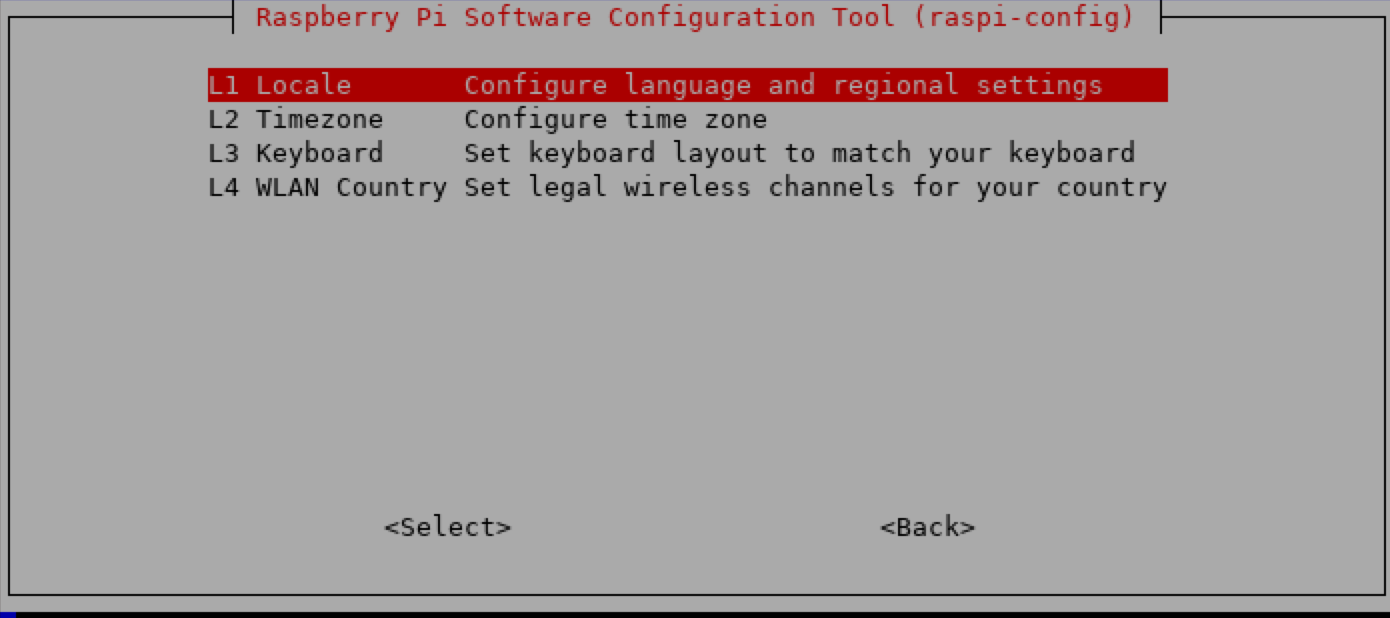 Raspberry Pi Software Configuration Tool (raspi-config)
L1 Locale Configure language and regional settings
L2 Timezone Configure time zone
L3 Keyboard Set keyboard layout to match your keyboard
L4 WLAN Country Set legal wireless channels for your country
<Select> <Back>